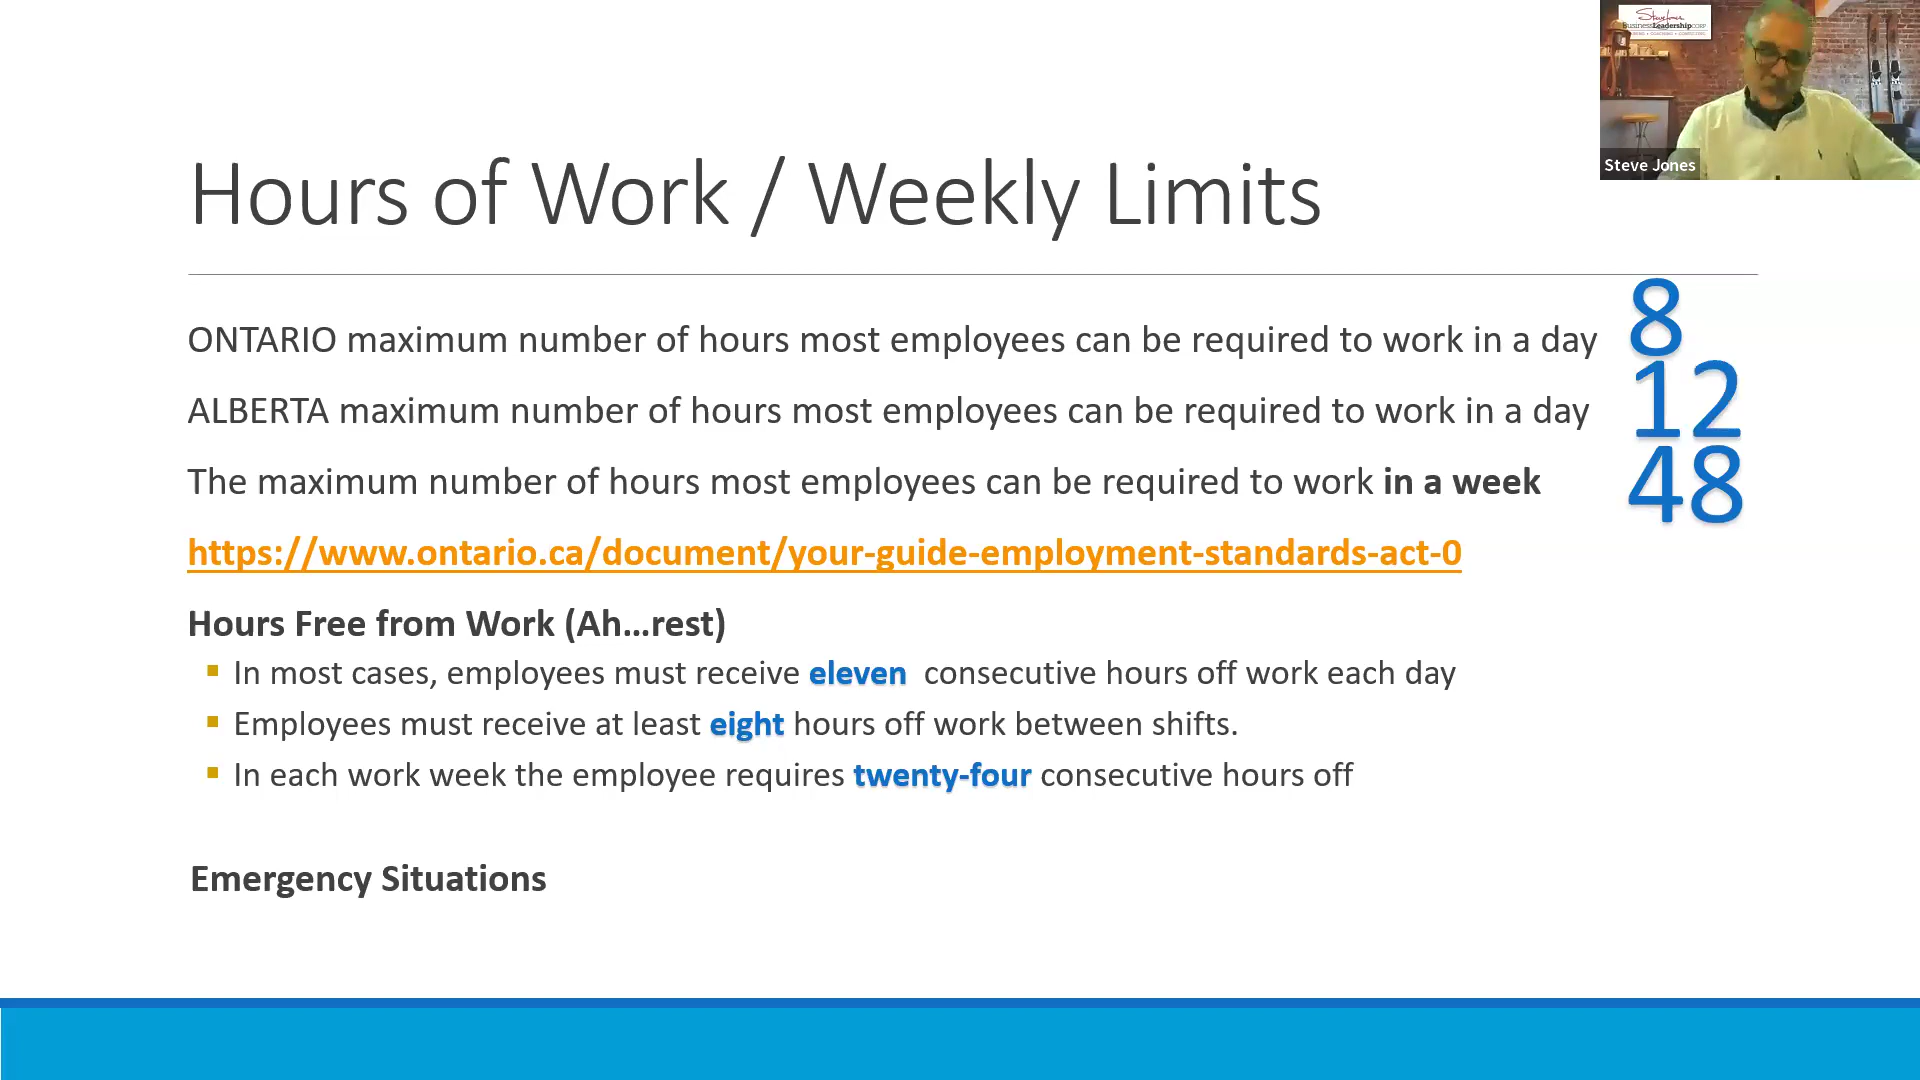 Hours of Work / Weekly Limits
Steve Jones
ONTARIO maximum number of hours most employees can be required to work in a day 8
ALBERTA maximum number of hours most employees can be required to work in a day 12
The maximum number of hours most employees can be required to work in a week 48
https://www.ontario.ca/document/your-guide-employment-standards-act-0
Hours Free from Work (Ah...rest)
In most cases, employees must receive eleven consecutive hours off work each day
Employees must receive at least eight hours off work between shifts.
In each work week the employee requires twenty-four consecutive hours off
Emergency Situations